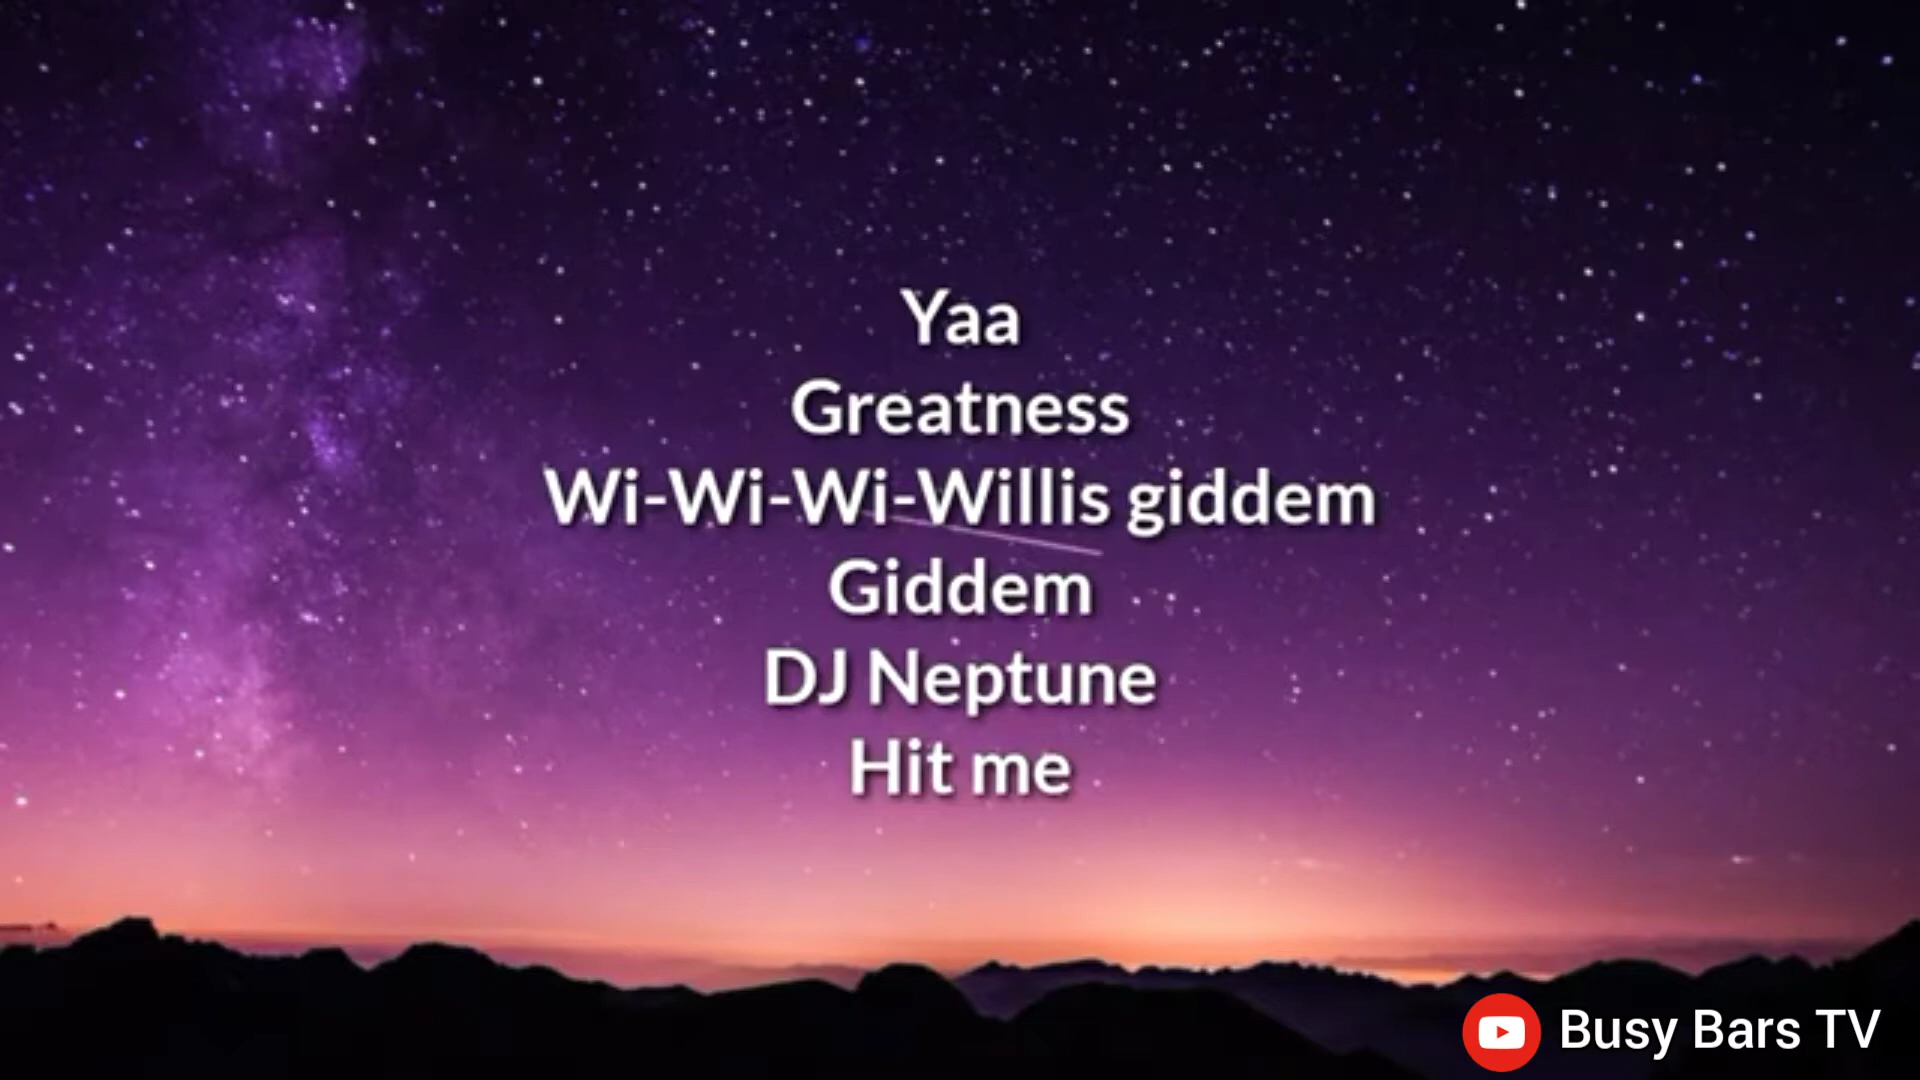 Yaa
Greatness
Wi-Wi-Wi-Willis giddem
Giddem
DJ Neptune
Hit me
Busy Bars TV